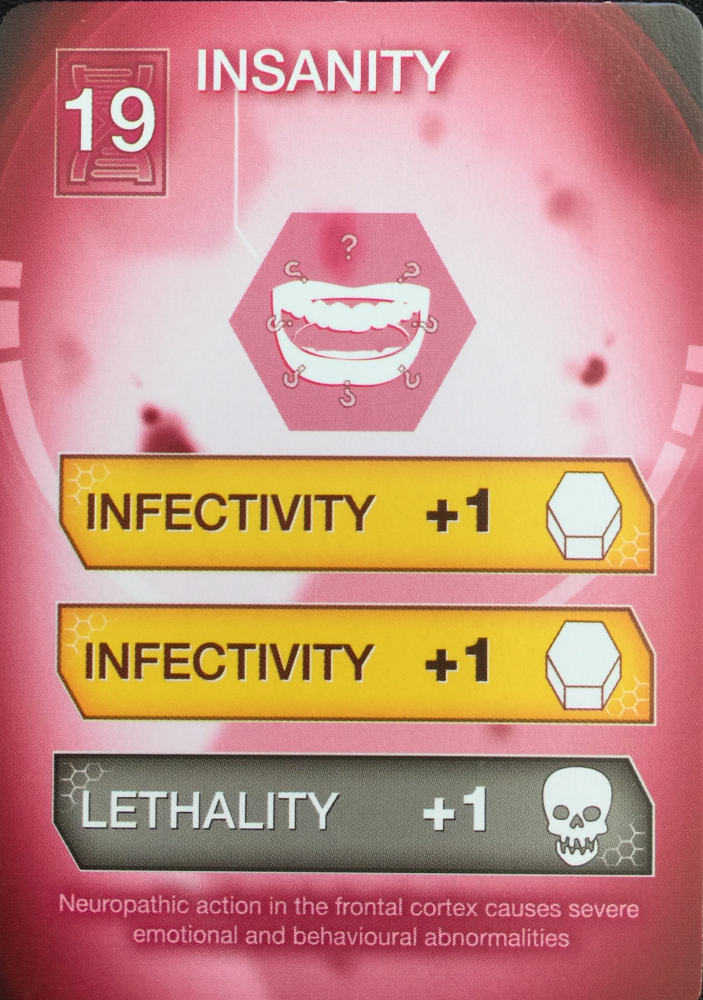 19
INSANITY
?
? ?
? ?
? ?
?
INFECTIVITY +1
INFECTIVITY +1
LETHALITY +1
Neuropathic action in the frontal cortex causes severe
emotional and behavioural abnormalities